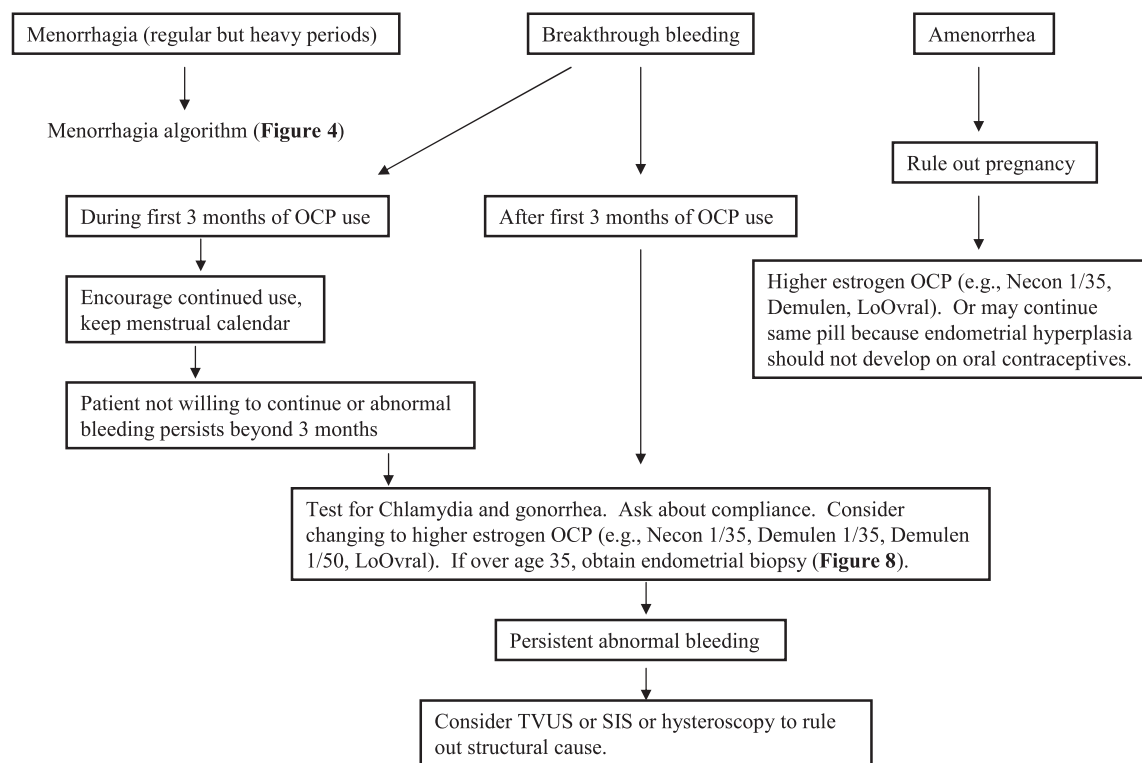 Menorrhagia (regular but heavy periods)
Breakthrough bleeding
Amenorrhea
Menorrhagia algorithm (Figure 4)
Rule out pregnancy
During first 3 months of OCP use
After first 3 months of OCP use
Higher estrogen OCP (e.g., Necon 1/35,
Demulen, LoOvral).  Or may continue
same pill because endometrial hyperplasia
should not develop on oral contraceptives.
Encourage continued use,
keep menstrual calendar
Patient not willing to continue or abnormal
bleeding persists beyond 3 months
Test for Chlamydia and gonorrhea.  Ask about compliance.  Consider
changing to higher estrogen OCP (e.g., Necon 1/35, Demulen 1/35, Demulen
1/50, LoOvral).  If over age 35, obtain endometrial biopsy (Figure 8).
Persistent abnormal bleeding
Consider TVUS or SIS or hysteroscopy to rule
out structural cause.